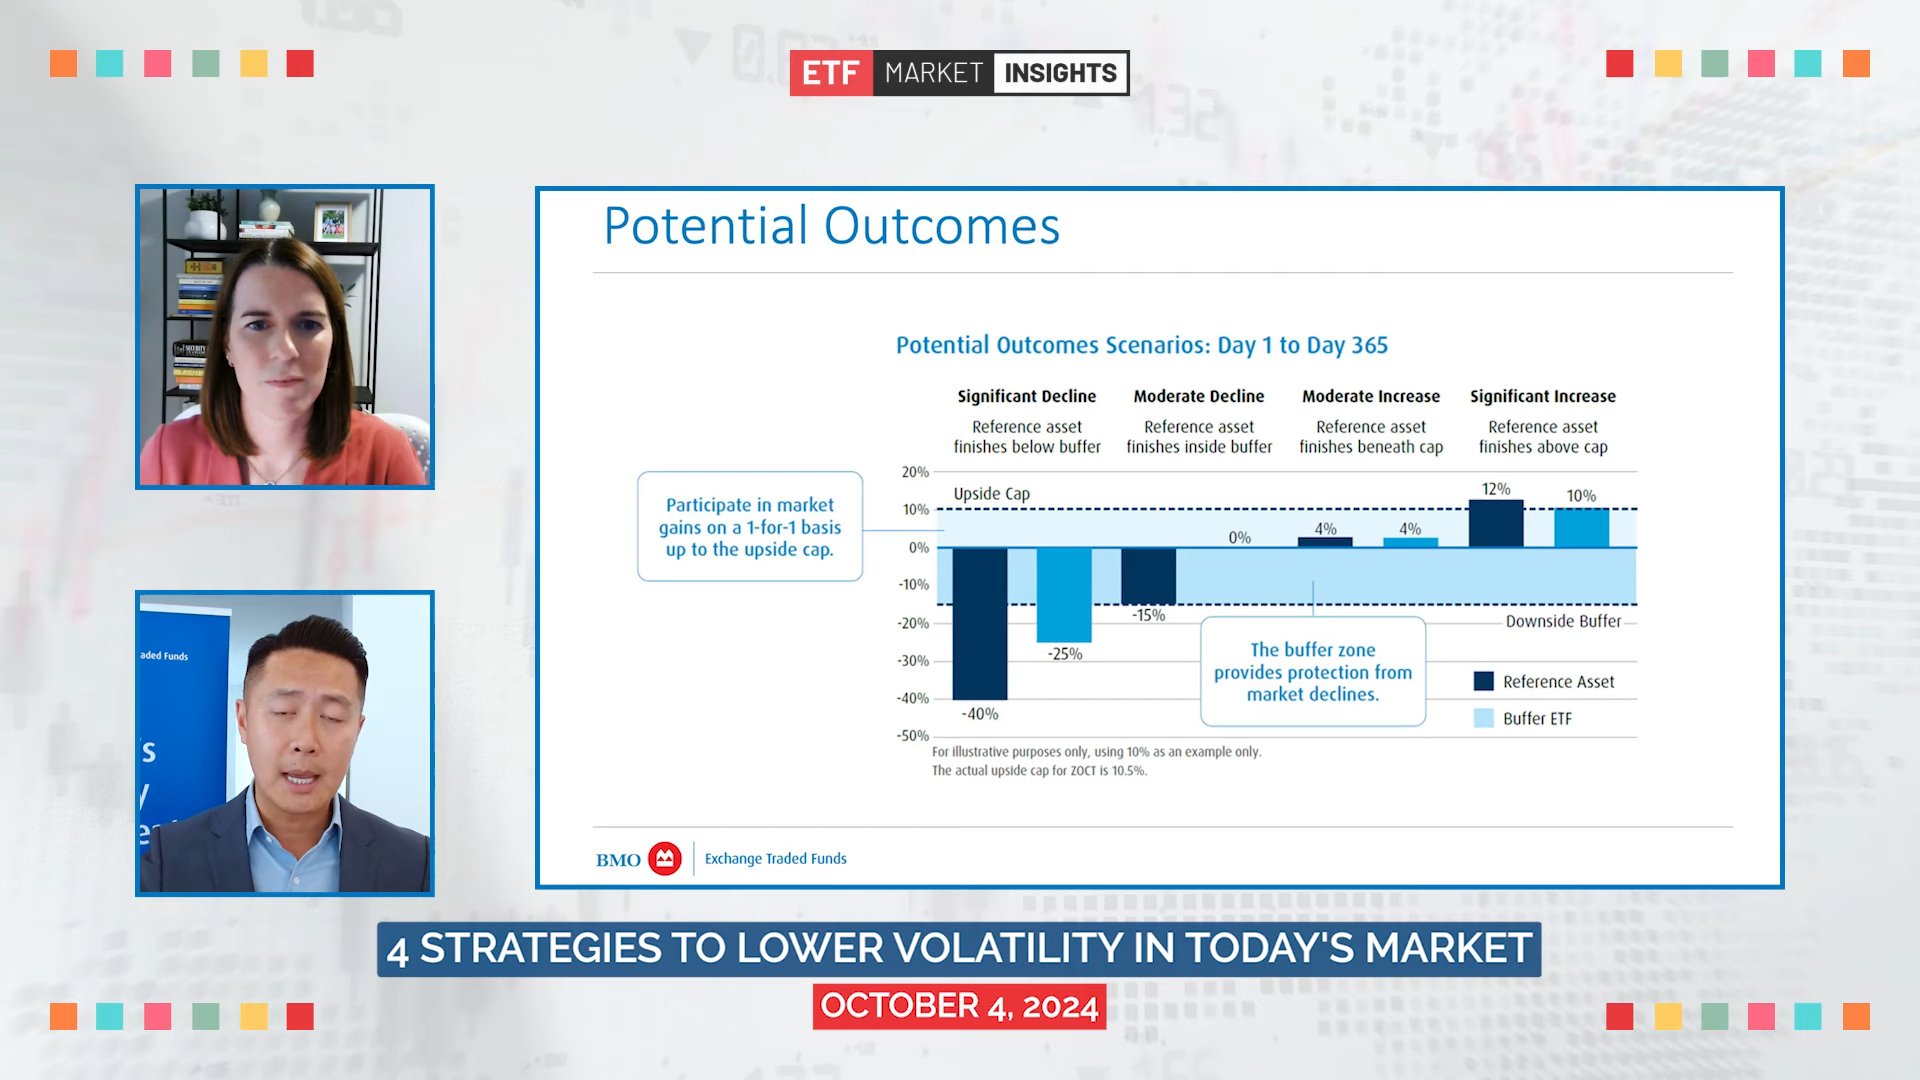 ETF MARKET INSIGHTS
Potential Outcomes
Potential Outcomes Scenarios: Day 1 to Day 365
Significant Decline
Reference asset
finishes below buffer
Moderate Decline
Reference asset
finishes inside buffer
Moderate Increase
Reference asset
finishes beneath cap
Significant Increase
Reference asset
finishes above cap
Participate in market
gains on a 1-for-1 basis
up to the upside cap.
20%
10%
0%
-10%
-20%
-30%
-40%
-50%
Upside Cap
-40%
-25%
-15%
0%
4%
4%
12%
10%
Downside Buffer
The buffer zone
provides protection from
market declines.
Reference Asset
Buffer ETF
For illustrative purposes only, using 10% as an example only.
The actual upside cap for ZOCT is 10.5%.
BMO Exchange Traded Funds
aded Funds
's
y
4 STRATEGIES TO LOWER VOLATILITY IN TODAY'S MARKET
OCTOBER 4, 2024